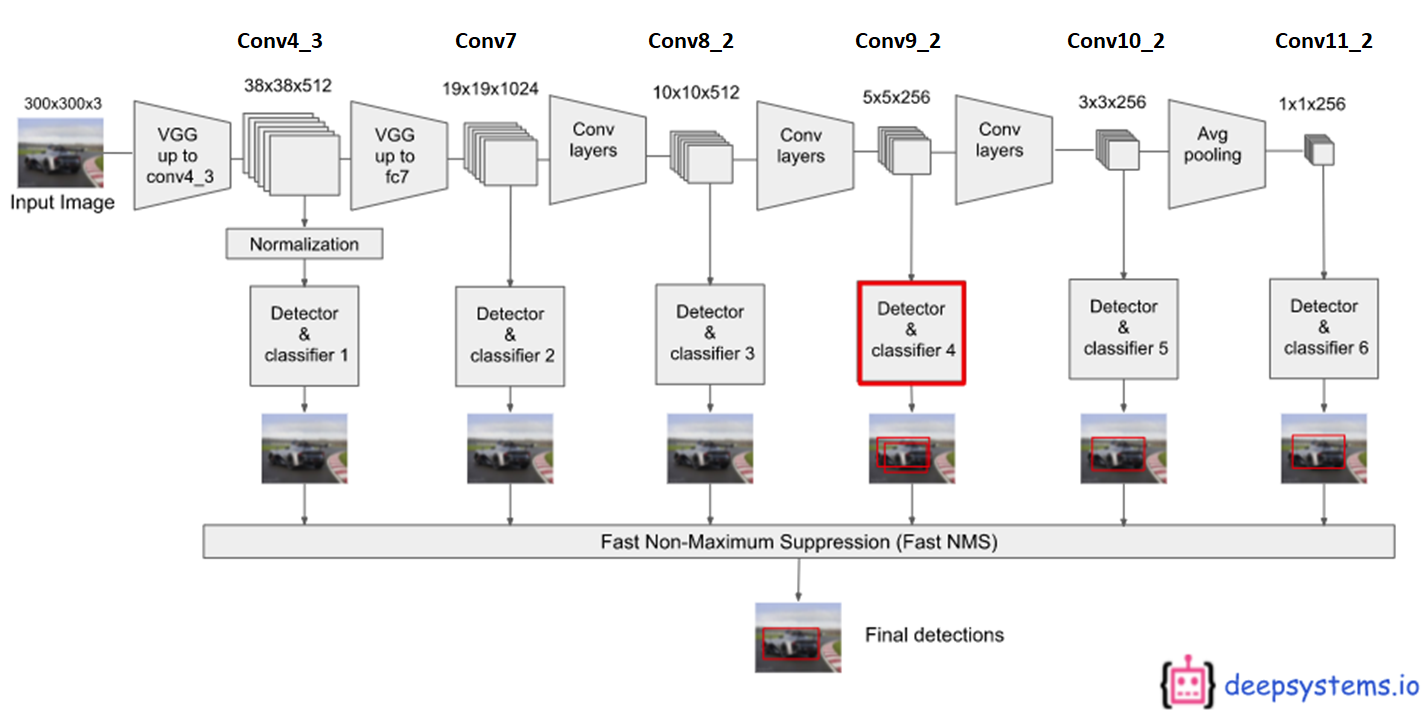 Conv4_3
Conv7
Conv8_2
Conv9_2
Conv10_2
Conv11_2
300x300x3
38x38x512
19x19x1024
10x10x512
5x5x256
3x3x256
1x1x256
Input Image
VGG
up to
conv4_3
VGG
up to
fc7
Conv
layers
Conv
layers
Conv
layers
Avg
pooling
Normalization
Detector
&
classifier 1
Detector
&
classifier 2
Detector
&
classifier 3
Detector
&
classifier 4
Detector
&
classifier 5
Detector
&
classifier 6
Fast Non-Maximum Suppression (Fast NMS)
Final detections
deepsystems.io